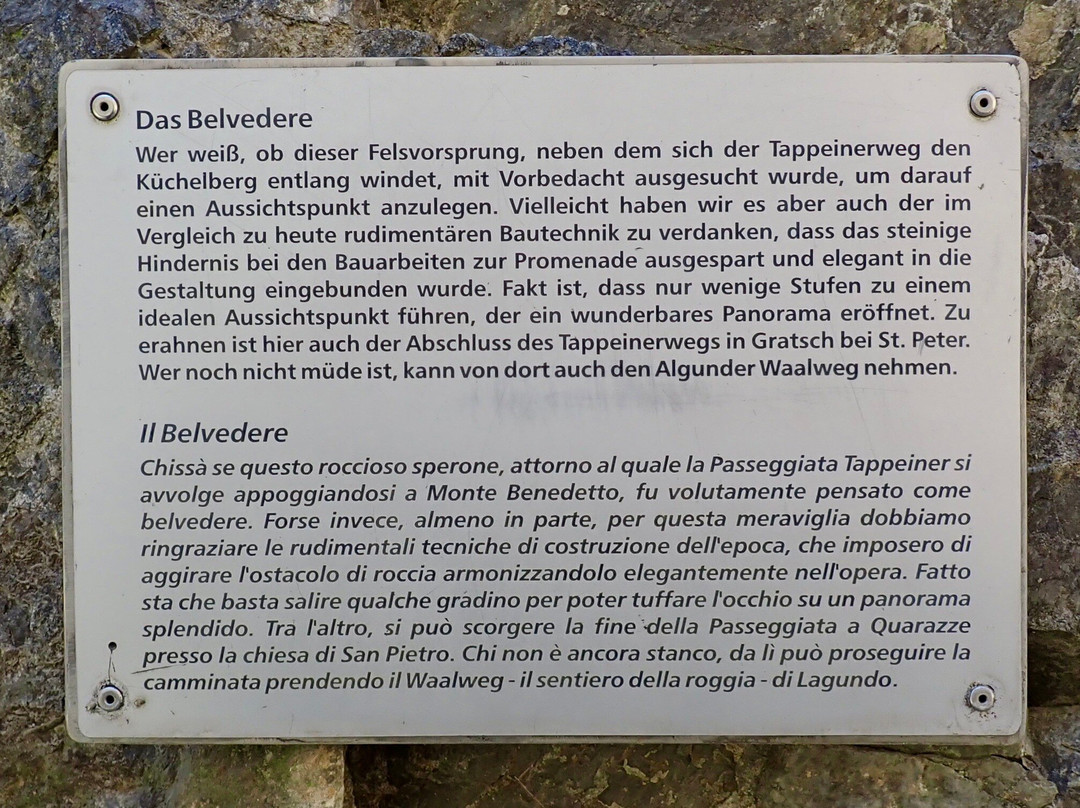 Das Belvedere
Wer weiß, ob dieser Felsvorsprung, neben dem sich der Tappeinerweg den
Küchelberg entlang windet, mit Vorbedacht ausgesucht wurde, um darauf
einen Aussichtspunkt anzulegen. Vielleicht haben wir es aber auch der im
Vergleich zu heute rudimentären Bautechnik zu verdanken, dass das steinige
Hindernis bei den Bauarbeiten zur Promenade ausgespart und elegant in die
Gestaltung eingebunden wurde. Fakt ist, dass nur wenige Stufen zu einem
idealen Aussichtspunkt führen, der ein wunderbares Panorama eröffnet. Zu
erahnen ist hier auch der Abschluss des Tappeinerwegs in Gratsch bei St. Peter.
Wer noch nicht müde ist, kann von dort auch den Algunder Waalweg nehmen.
Il Belvedere
Chissà se questo roccioso sperone, attorno al quale la Passeggiata Tappeiner si
avvolge appoggiandosi a Monte Benedetto, fu volutamente pensato come
belvedere. Forse invece, almeno in parte, per questa meraviglia dobbiamo
ringraziare le rudimentali tecniche di costruzione dell'epoca, che imposero di
aggirare l'ostacolo di roccia armonizzandolo elegantemente nell'opera. Fatto
sta che basta salire qualche gradino per poter tuffare l'occhio su un panorama
splendido. Tra l'altro, si può scorgere la fine della Passeggiata a Quarazze
presso la chiesa di San Pietro. Chi non è ancora stanco, da lì può proseguire la
camminata prendendo il Waalweg - il sentiero della roggia - di Lagundo.